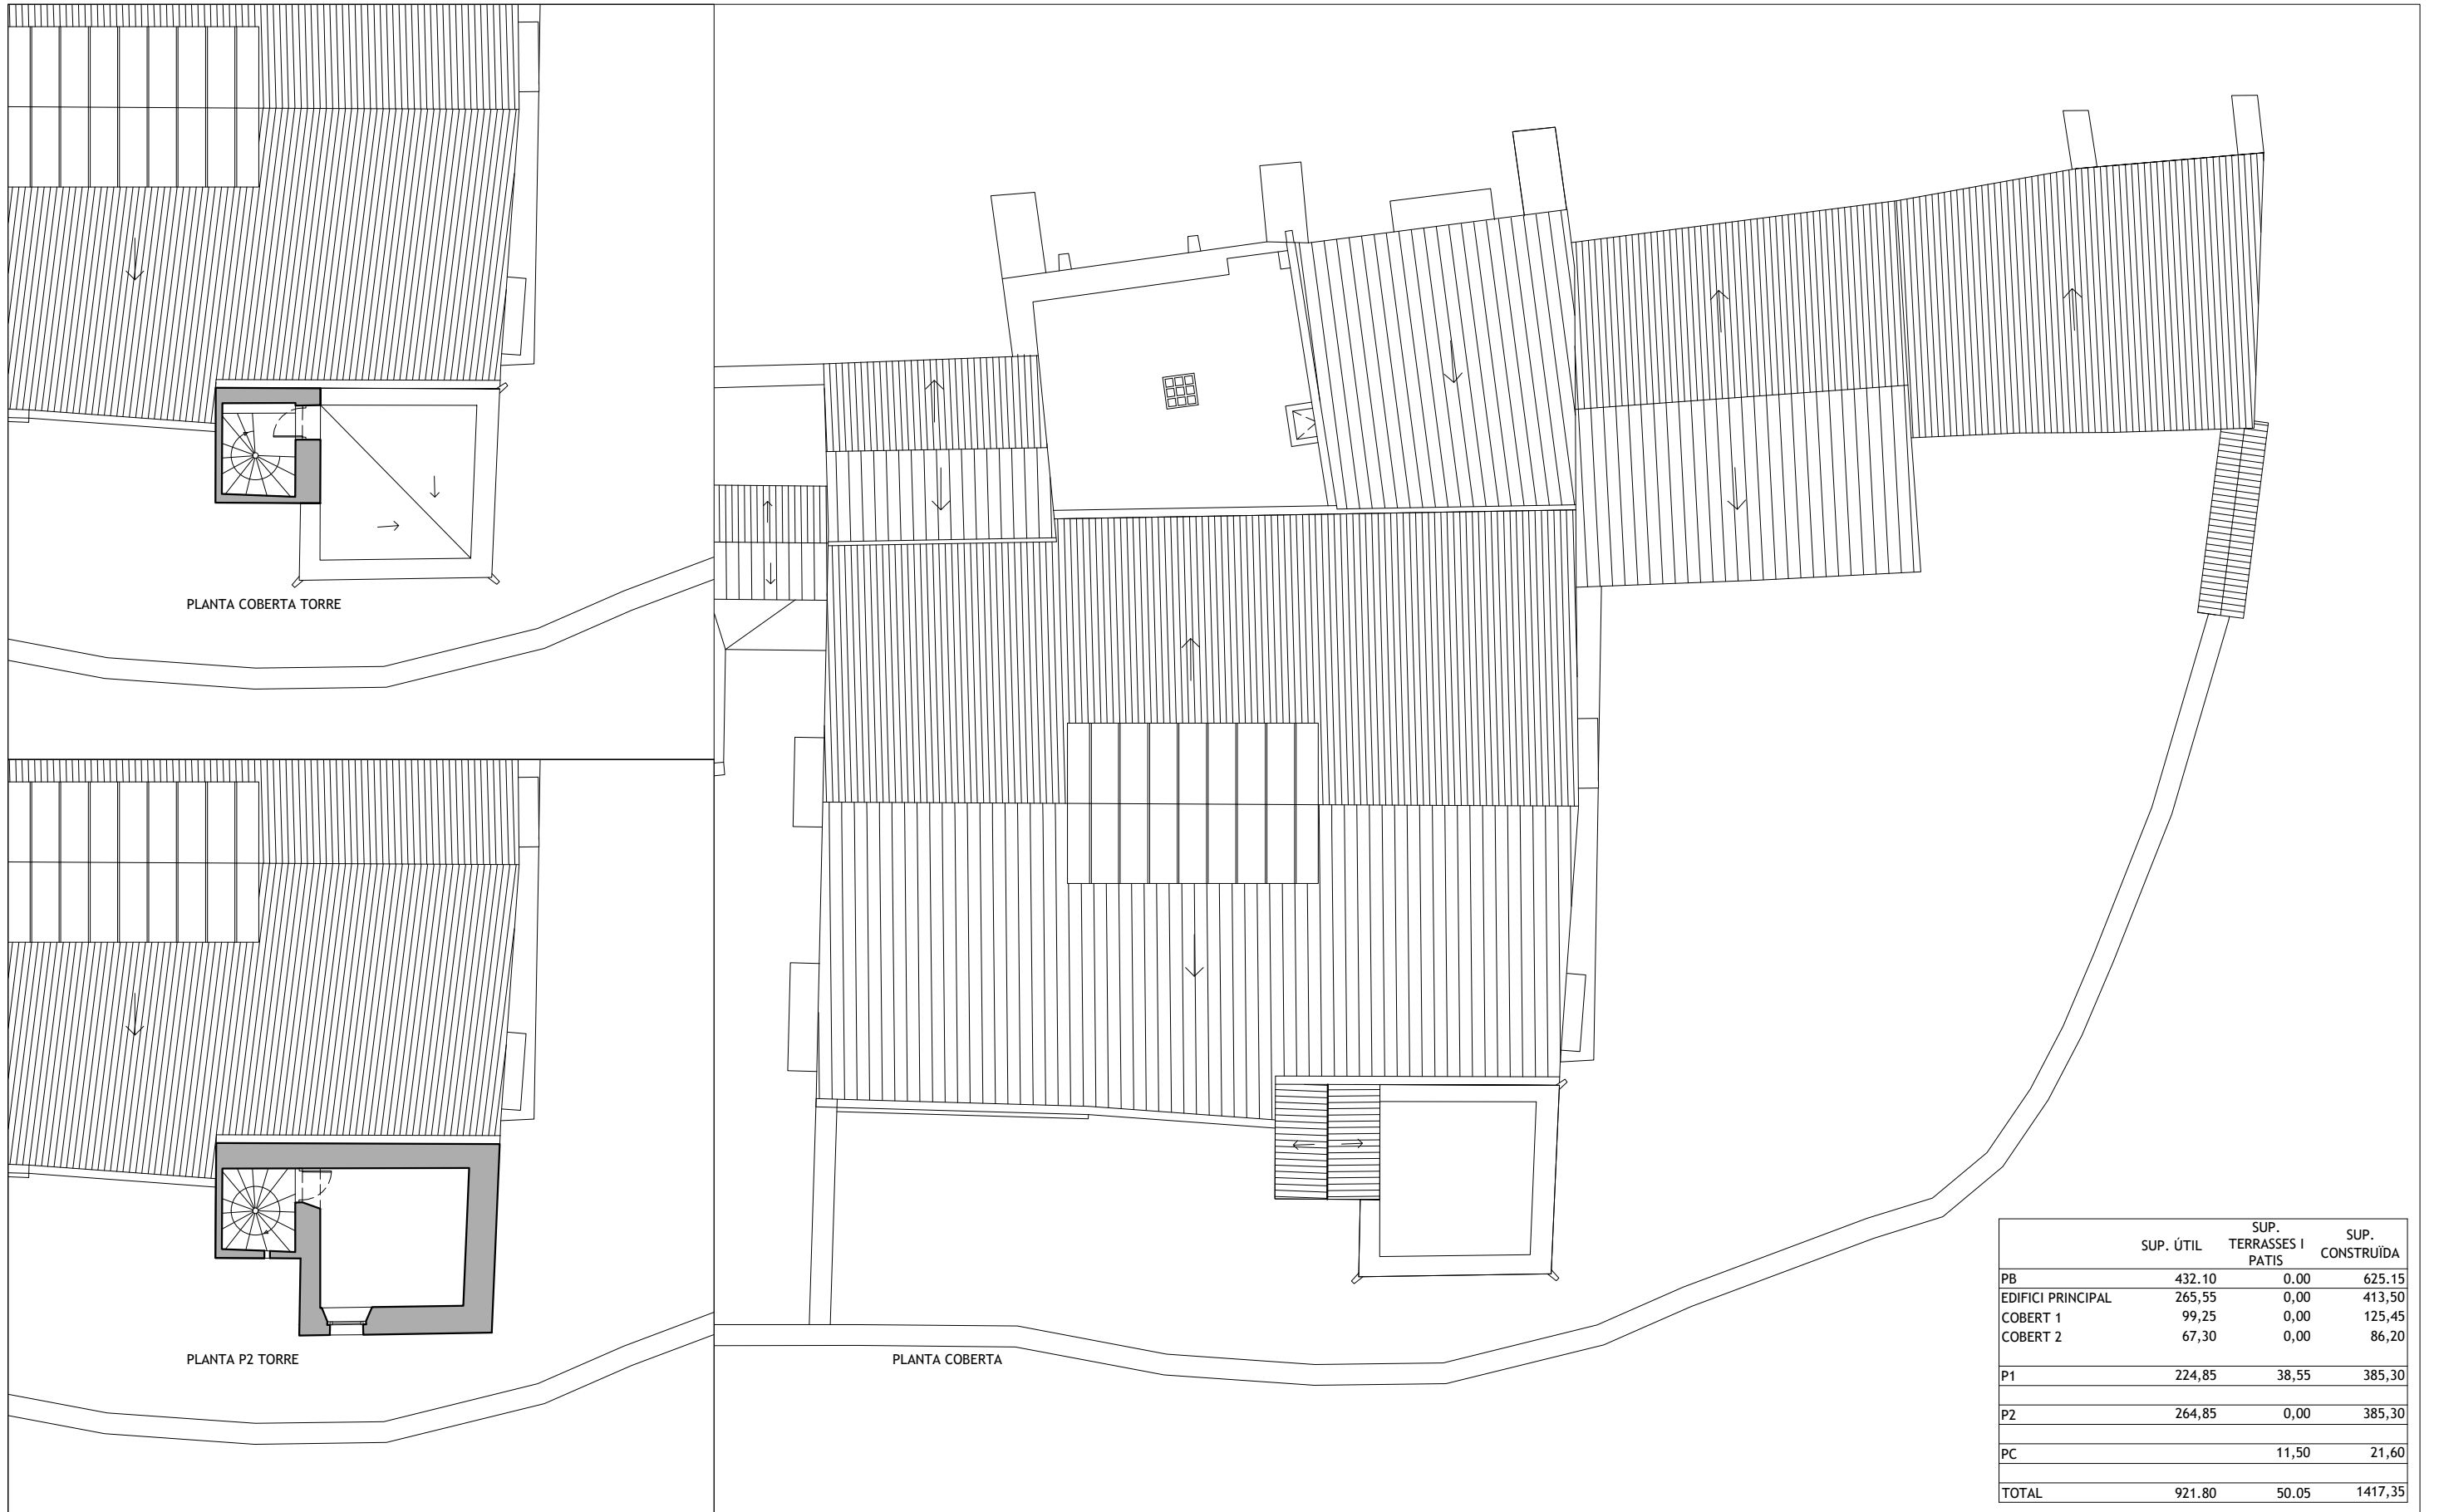 PLANTA COBERTA TORRE
PLANTA P2 TORRE
PLANTA COBERTA
SUP. ÚTIL SUP. TERRASSES I PATIS SUP. CONSTRUÏDA
PB 432.10 0.00 625.15
EDIFICI PRINCIPAL 265,55 0,00 413,50
COBERT 1 99,25 0,00 125,45
COBERT 2 67,30 0,00 86,20
P1 224,85 38,55 385,30
P2 264,85 0,00 385,30
PC 11,50 21,60
TOTAL 921.80 50.05 1417,35